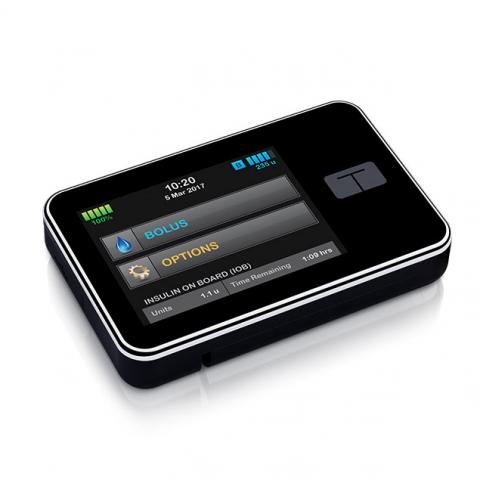 10:20
5 Mar 2017
100%
B
235 u
BOLUS
OPTIONS
INSULIN ON BOARD (IOB)
Units 1.1 u Time Remaining 1:09 hrs
T